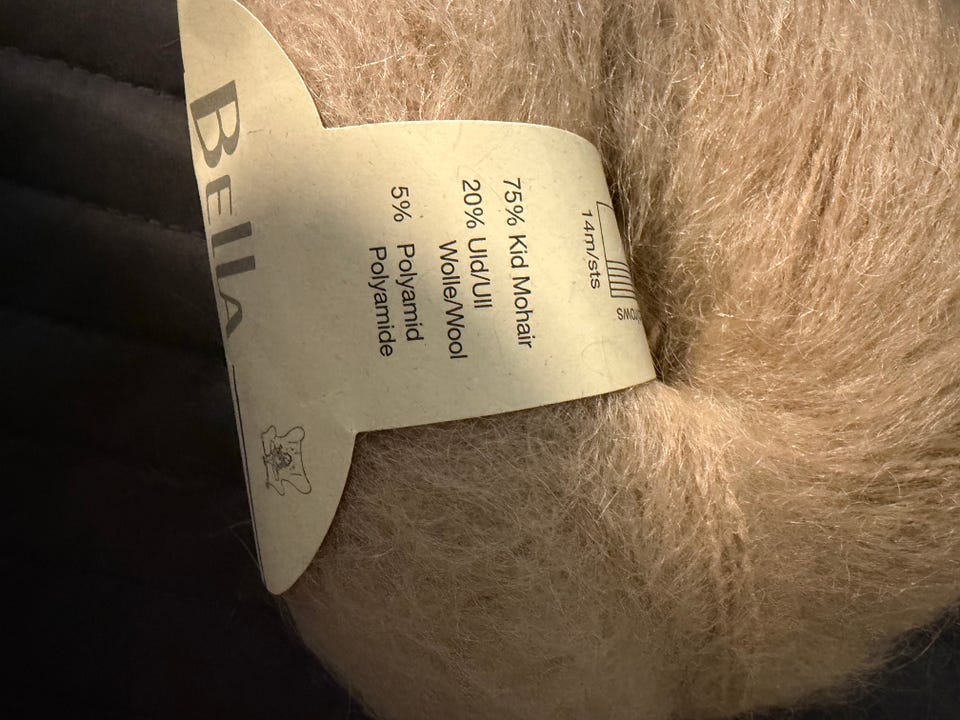 BellA
14m/sts
75% Kid Mohair
20% Uld/Ull
Wolle/Wool
5% Polyamid
Polyamide